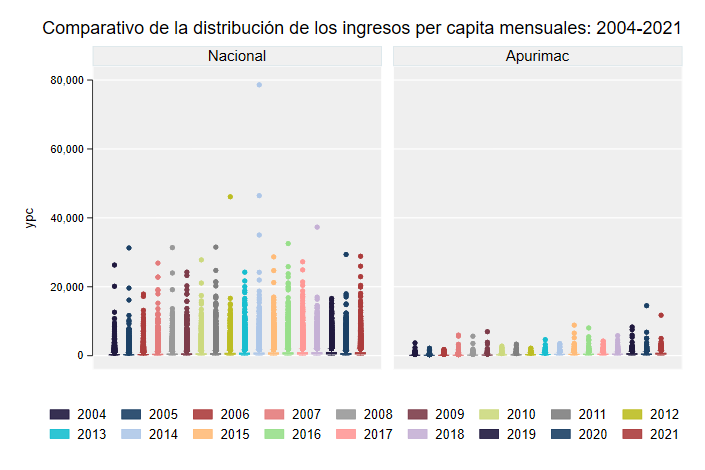 Comparativo de la distribución de los ingresos per capita mensuales: 2004-2021
Nacional Apurimac
80,000
60,000
40,000
20,000
0
ypc
2004 2005 2006 2007 2008 2009 2010 2011 2012
2013 2014 2015 2016 2017 2018 2019 2020 2021